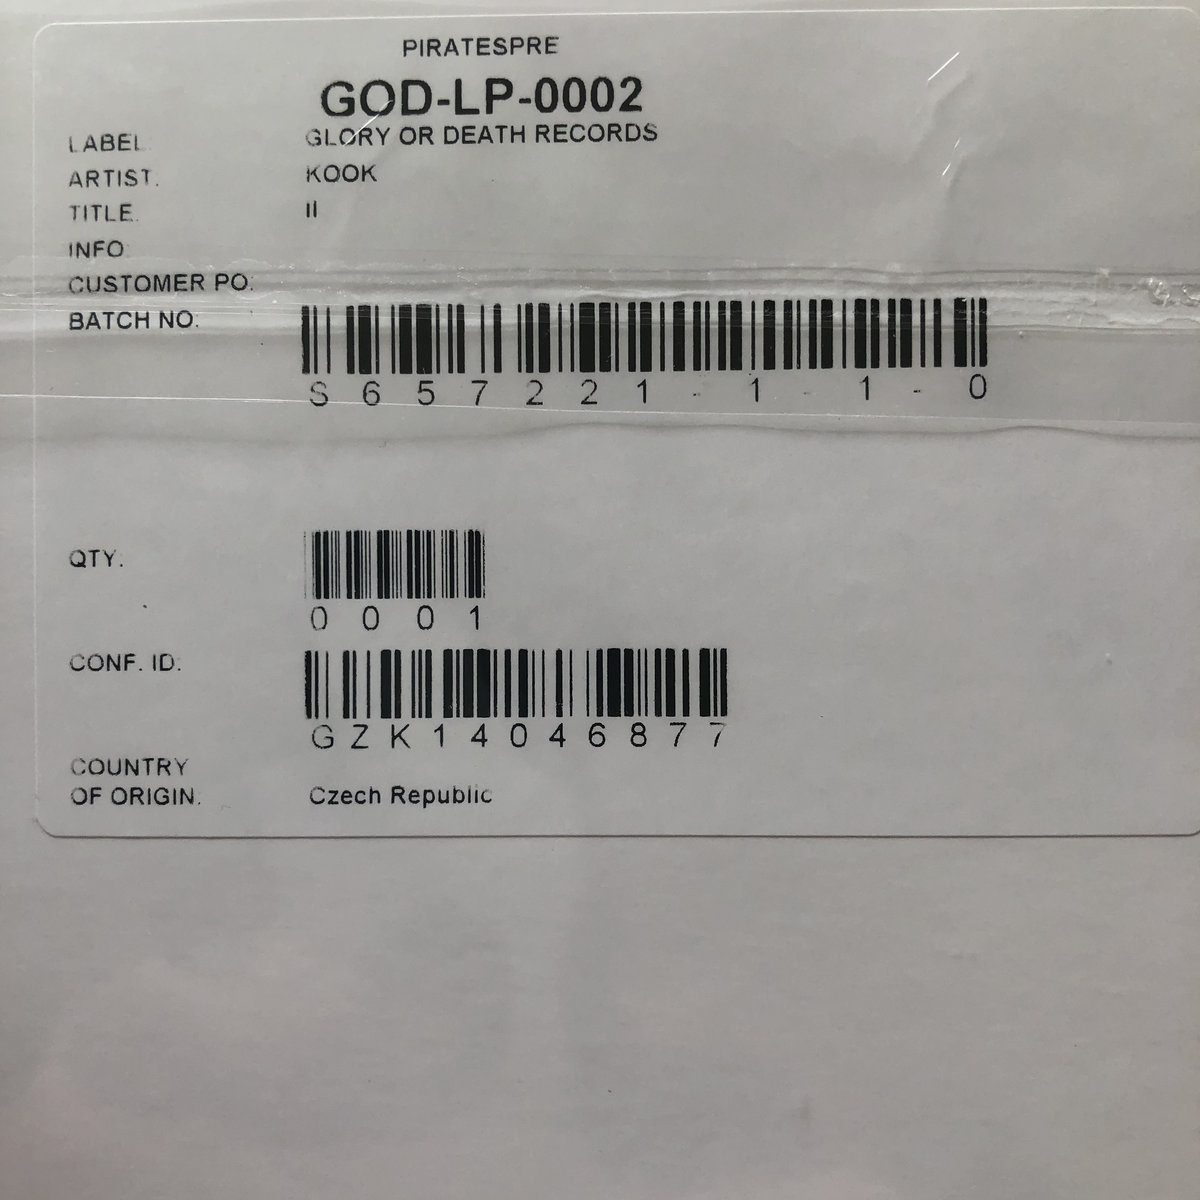 PIRATESPRE
GOD-LP-0002
LABEL: GLORY OR DEATH RECORDS
ARTIST: KOOK
TITLE: II
INFO:
CUSTOMER PO:
BATCH NO:
S657221-1-1-0
QTY:
0001
CONF. ID:
GZK14046877
COUNTRY
OF ORIGIN: Czech Republic